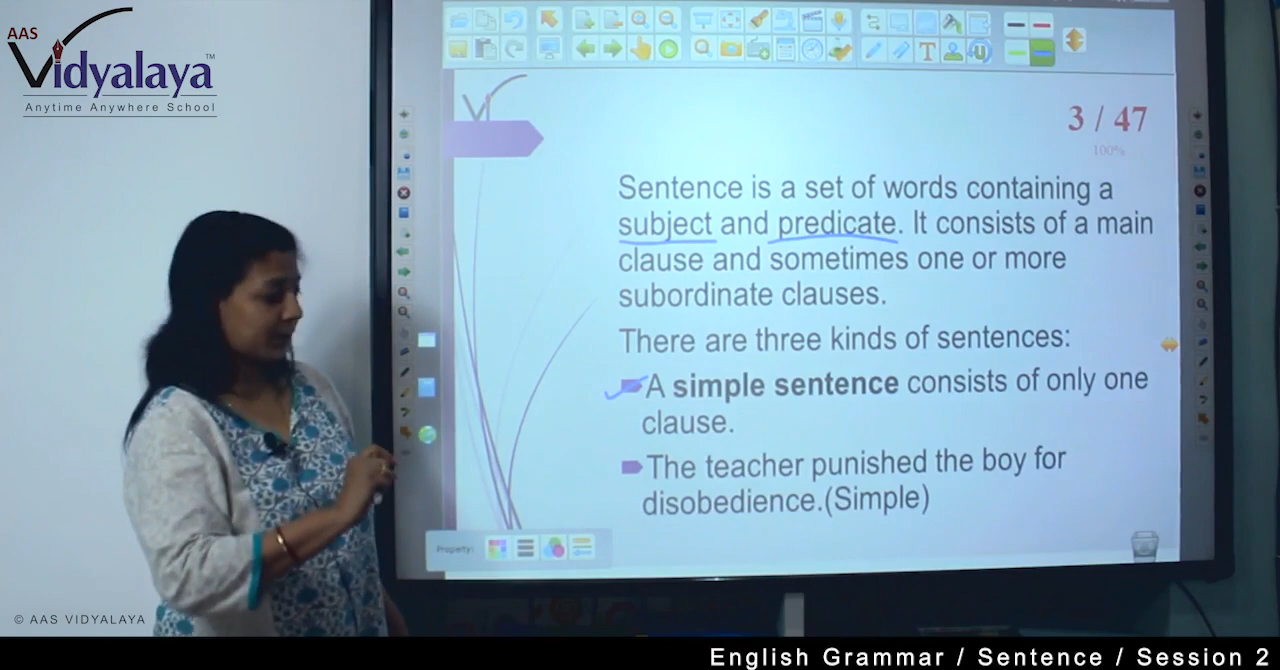 AAS
Vidyalaya™
Anytime Anywhere School
3 / 47
100%
Sentence is a set of words containing a
subject and predicate. It consists of a main
clause and sometimes one or more
subordinate clauses.
There are three kinds of sentences:
A simple sentence consists of only one
clause.
The teacher punished the boy for
disobedience.(Simple)
Property:
© AAS VIDYALAYA
English Grammar / Sentence / Session 2